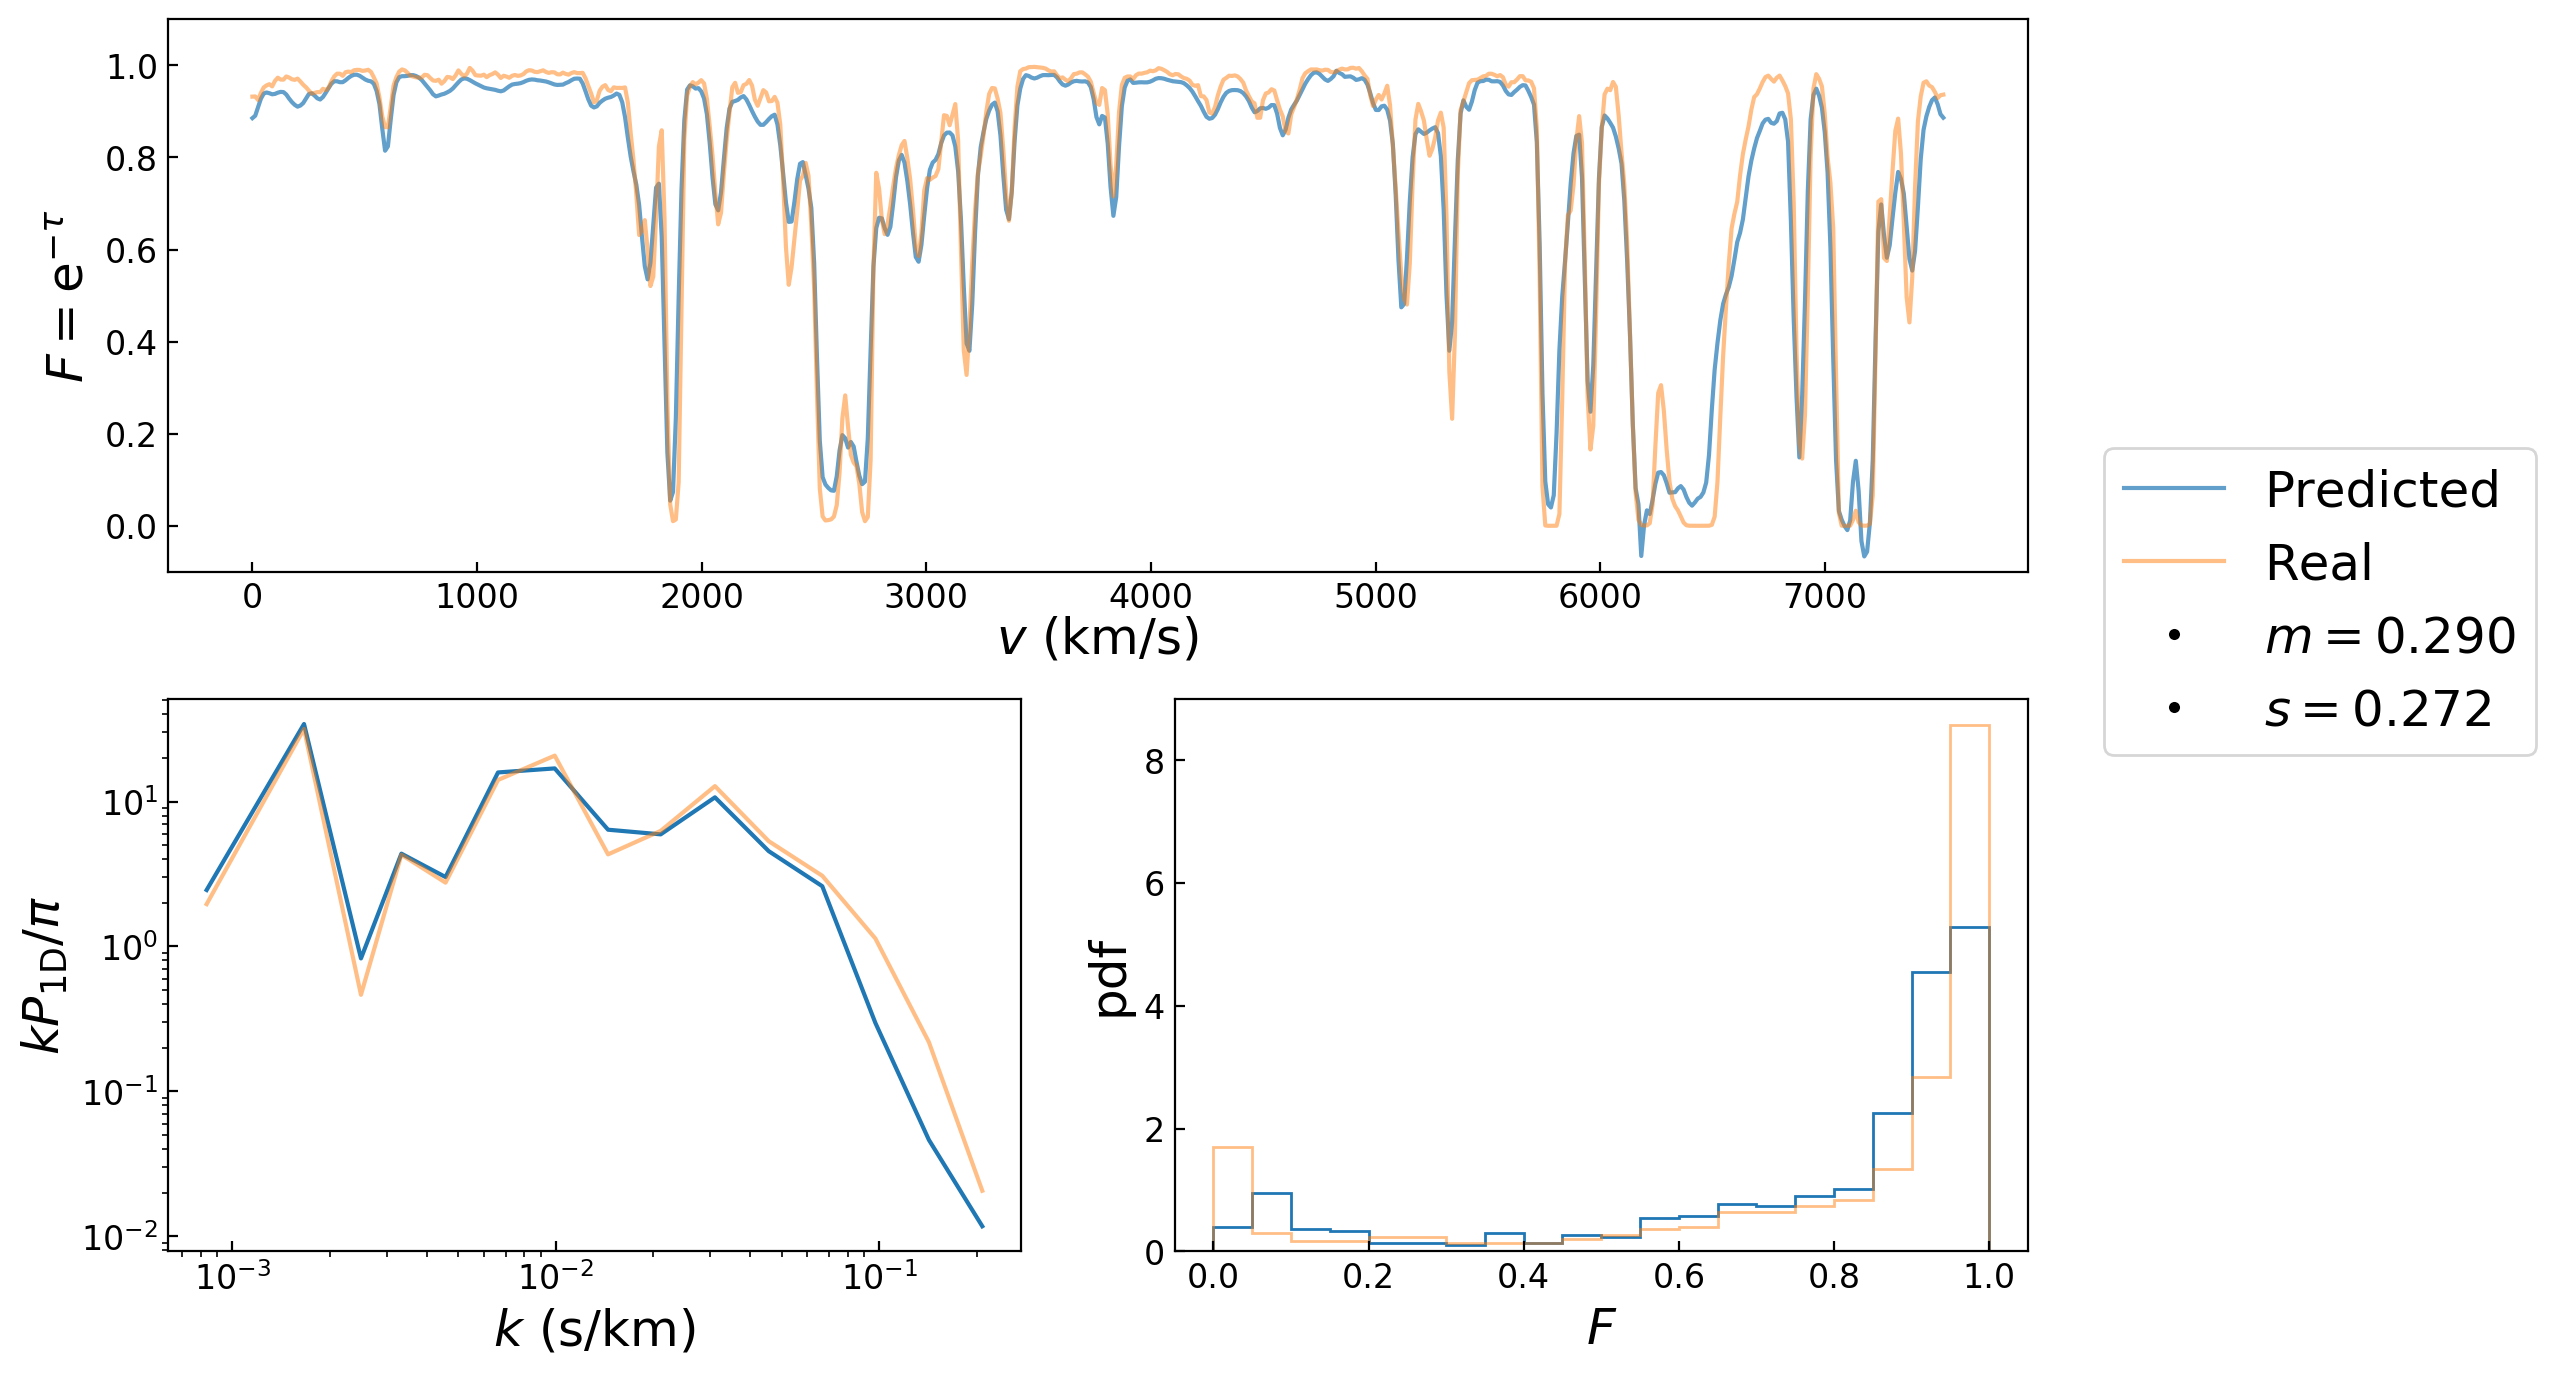 1.0
0.8
0.6
0.4
0.2
0.0
F = e^{−τ}
0 1000 2000 3000 4000 5000 6000 7000
v (km/s)
Predicted
Real
m = 0.290
s = 0.272
10^1
10^0
10^{−1}
10^{−2}
kP_{1D}/π
10^{−3} 10^{−2} 10^{−1}
k (s/km)
8
6
4
2
0
pdf
0.0 0.2 0.4 0.6 0.8 1.0
F